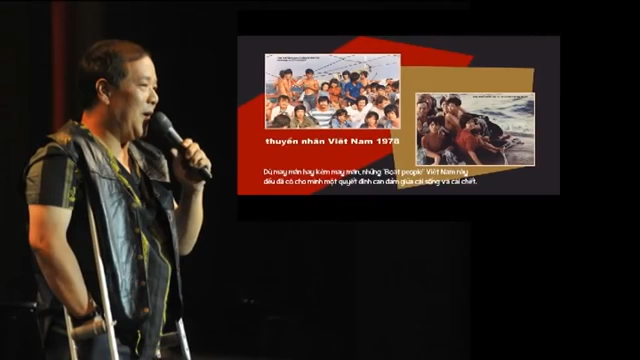 thuyền nhân Việt Nam 1978
Dù may mắn hay kém may mắn, những "Boat people" Việt Nam này
đều đã có cho mình một quyết định can đảm giữa cái sống và cái chết.